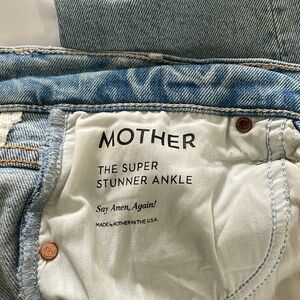 MOTHER
THE SUPER
STUNNER ANKLE
Say Amen, Again!
MADE by MOTHER IN THE U.S.A.